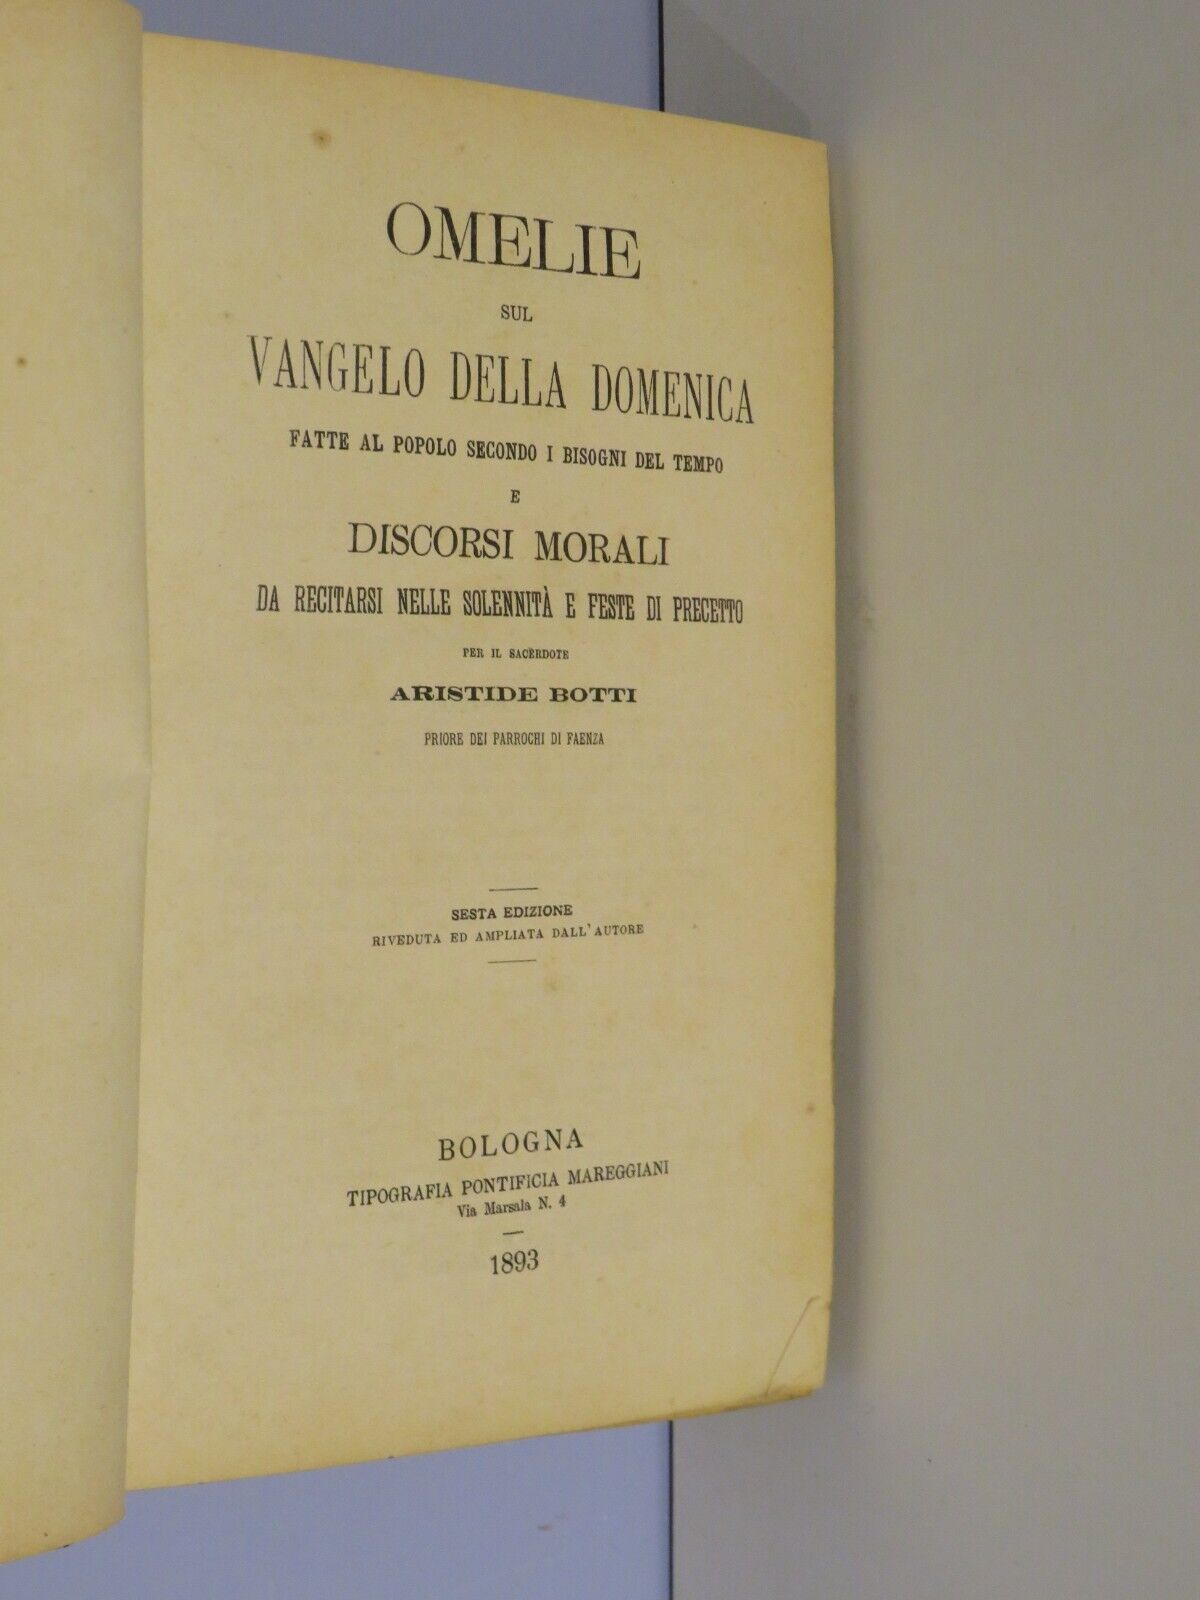 OMELIE
SUL
VANGELO DELLA DOMENICA
FATTE AL POPOLO SECONDO I BISOGNI DEL TEMPO
E
DISCORSI MORALI
DA RECITARSI NELLE SOLENNITÀ E FESTE DI PRECETTO
PER IL SACERDOTE
ARISTIDE BOTTI
PRIORE DEI PARROCHI DI FAENZA
SESTA EDIZIONE
RIVEDUTA ED AMPLIATA DALL'AUTORE
BOLOGNA
TIPOGRAFIA PONTIFICIA MAREGGIANI
Via Marsala N. 4
1893